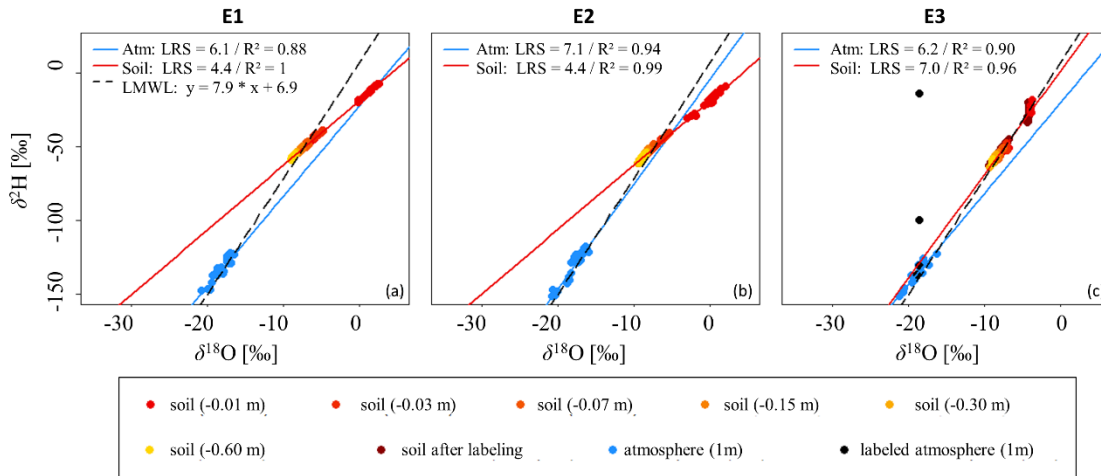 E1 E2 E3
Atm: LRS = 6.1 / R² = 0.88
Soil: LRS = 4.4 / R² = 1
LMWL: y = 7.9 * x + 6.9
Atm: LRS = 7.1 / R² = 0.94
Soil: LRS = 4.4 / R² = 0.99
Atm: LRS = 6.2 / R² = 0.90
Soil: LRS = 7.0 / R² = 0.96
δ²H [‰]
0
-50
-100
-150
(a) (b) (c)
-30 -20 -10 0 -30 -20 -10 0 -30 -20 -10 0
δ¹⁸O [‰] δ¹⁸O [‰] δ¹⁸O [‰]
soil (-0.01 m) soil (-0.03 m) soil (-0.07 m) soil (-0.15 m) soil (-0.30 m)
soil (-0.60 m) soil after labeling atmosphere (1m) labeled atmosphere (1m)